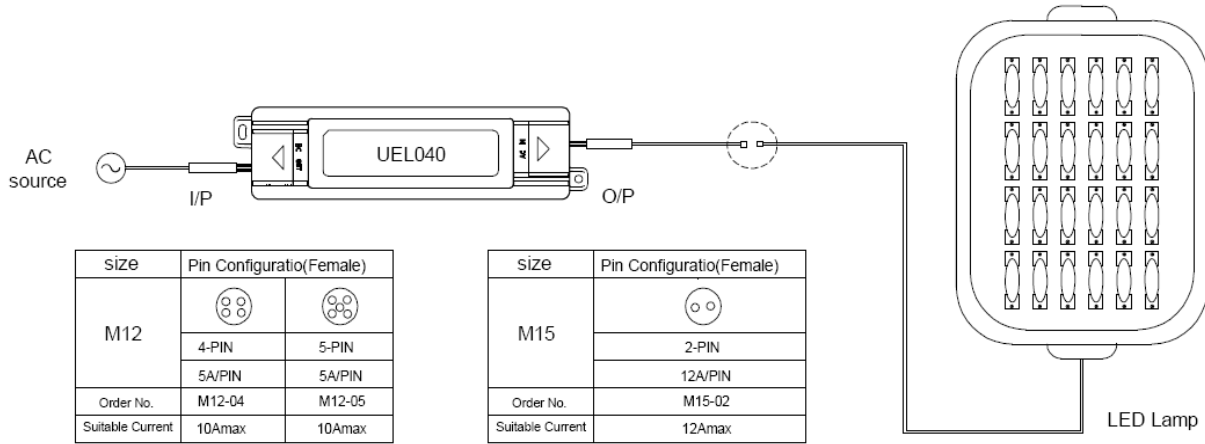 AC
source
I/P
UEL040
O/P
size Pin Configuratio(Female)
M12
4-PIN 5-PIN
5A/PIN 5A/PIN
Order No. M12-04 M12-05
Suitable Current 10Amax 10Amax
size Pin Configuratio(Female)
M15
2-PIN
12A/PIN
Order No. M15-02
Suitable Current 12Amax
LED Lamp